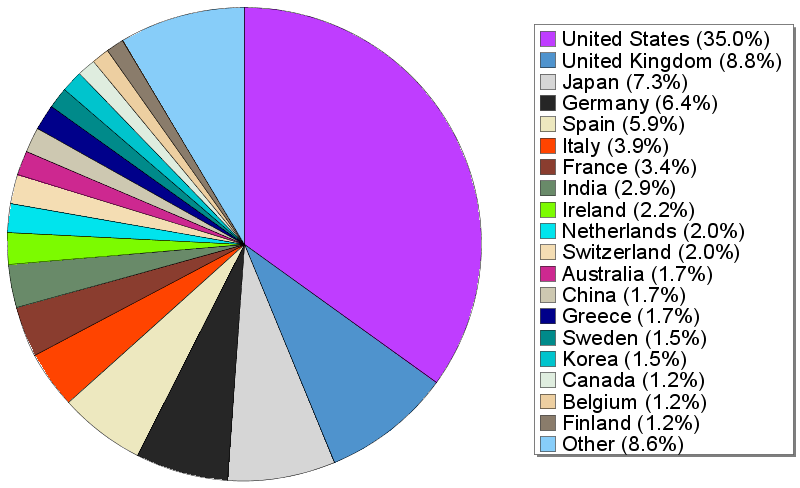 United States (35.0%)
United Kingdom (8.8%)
Japan (7.3%)
Germany (6.4%)
Spain (5.9%)
Italy (3.9%)
France (3.4%)
India (2.9%)
Ireland (2.2%)
Netherlands (2.0%)
Switzerland (2.0%)
Australia (1.7%)
China (1.7%)
Greece (1.7%)
Sweden (1.5%)
Korea (1.5%)
Canada (1.2%)
Belgium (1.2%)
Finland (1.2%)
Other (8.6%)